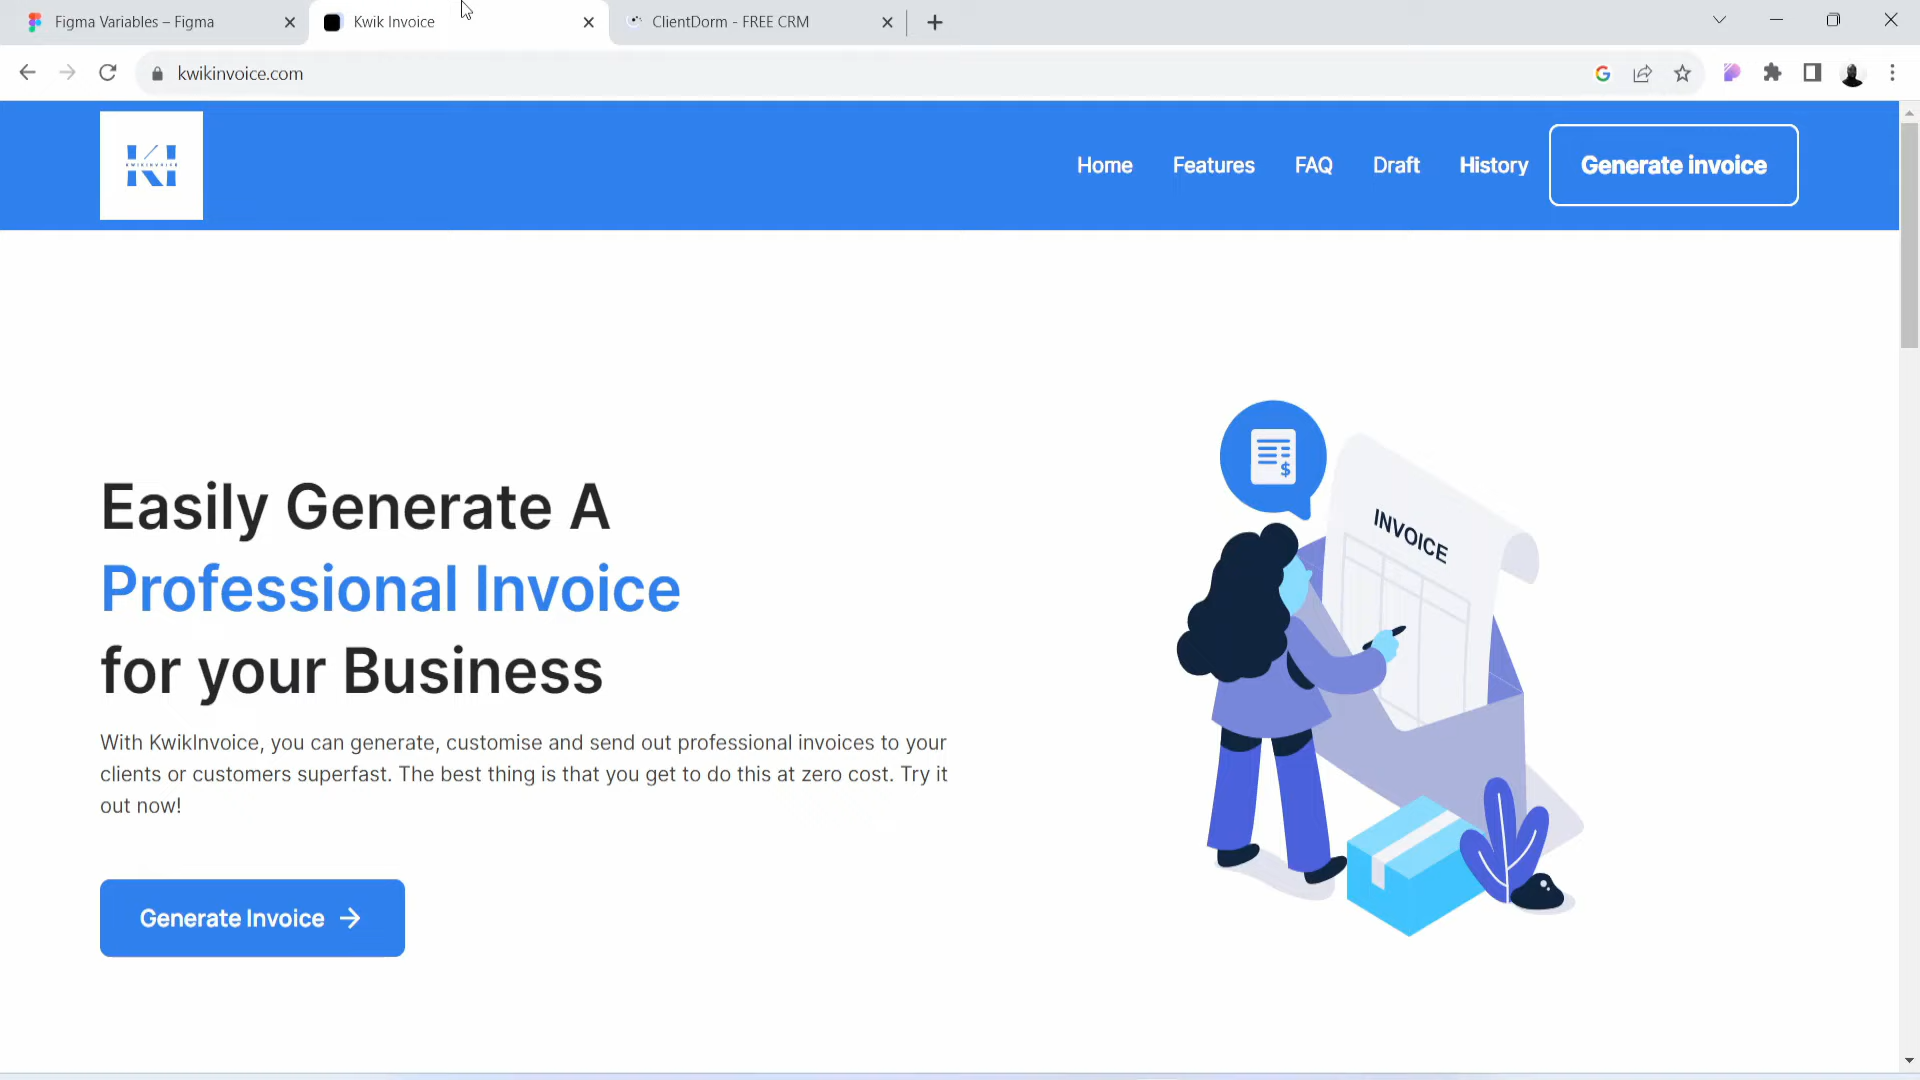 Figma Variables – Figma
Kwik Invoice
ClientDorm - FREE CRM
kwikinvoice.com
KI
KWIKINVOICE
Home
Features
FAQ
Draft
History
Generate invoice
Easily Generate A
Professional Invoice
for your Business
With KwikInvoice, you can generate, customise and send out professional invoices to your
clients or customers superfast. The best thing is that you get to do this at zero cost. Try it
out now!
Generate Invoice →
$
INVOICE